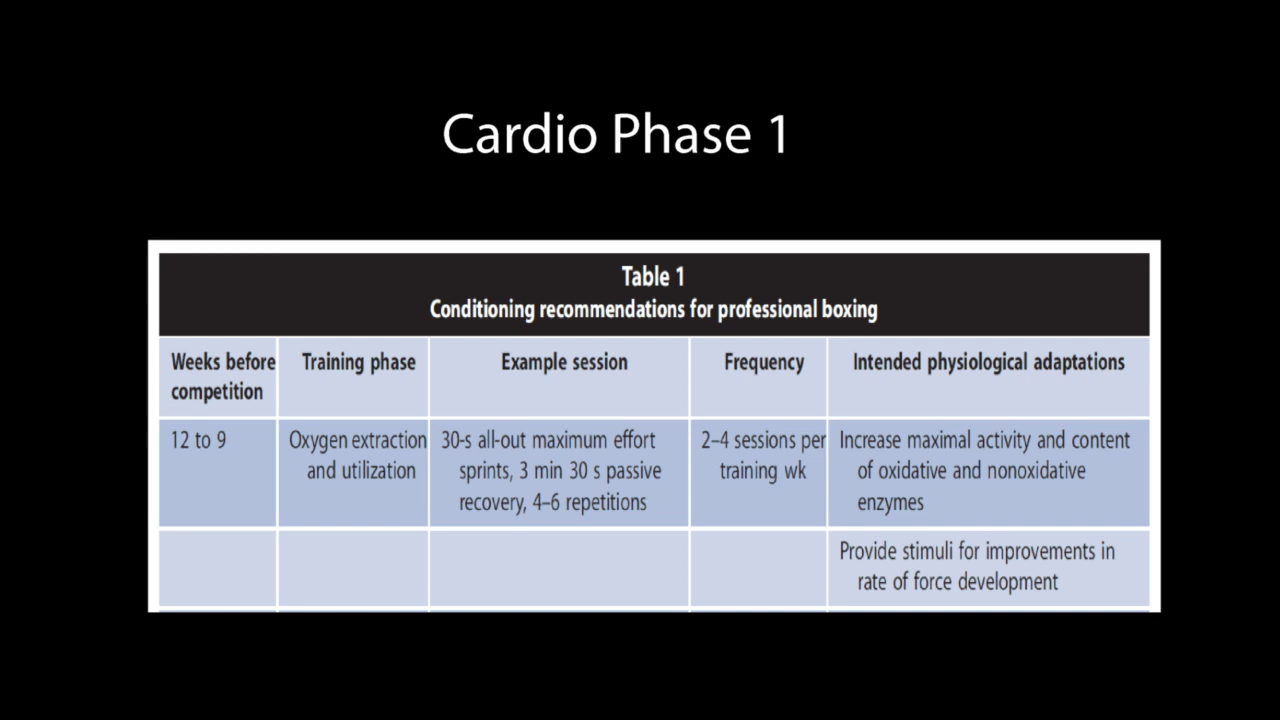 Cardio Phase 1
Table 1
Conditioning recommendations for professional boxing
Weeks before
competition
Training phase
Example session
Frequency
Intended physiological adaptations
12 to 9
Oxygen extraction
and utilization
30-s all-out maximum effort
sprints, 3 min 30 s passive
recovery, 4–6 repetitions
2–4 sessions per
training wk
Increase maximal activity and content
of oxidative and nonoxidative
enzymes
Provide stimuli for improvements in
rate of force development